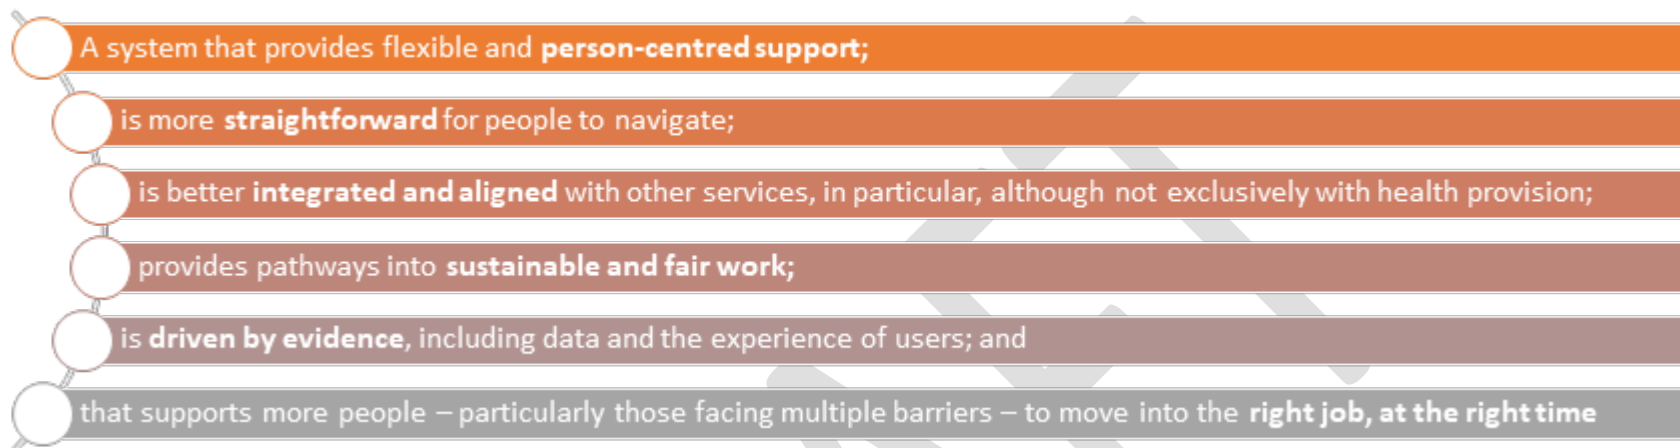 A system that provides flexible and person-centred support;
is more straightforward for people to navigate;
is better integrated and aligned with other services, in particular, although not exclusively with health provision;
provides pathways into sustainable and fair work;
is driven by evidence, including data and the experience of users; and
that supports more people – particularly those facing multiple barriers – to move into the right job, at the right time